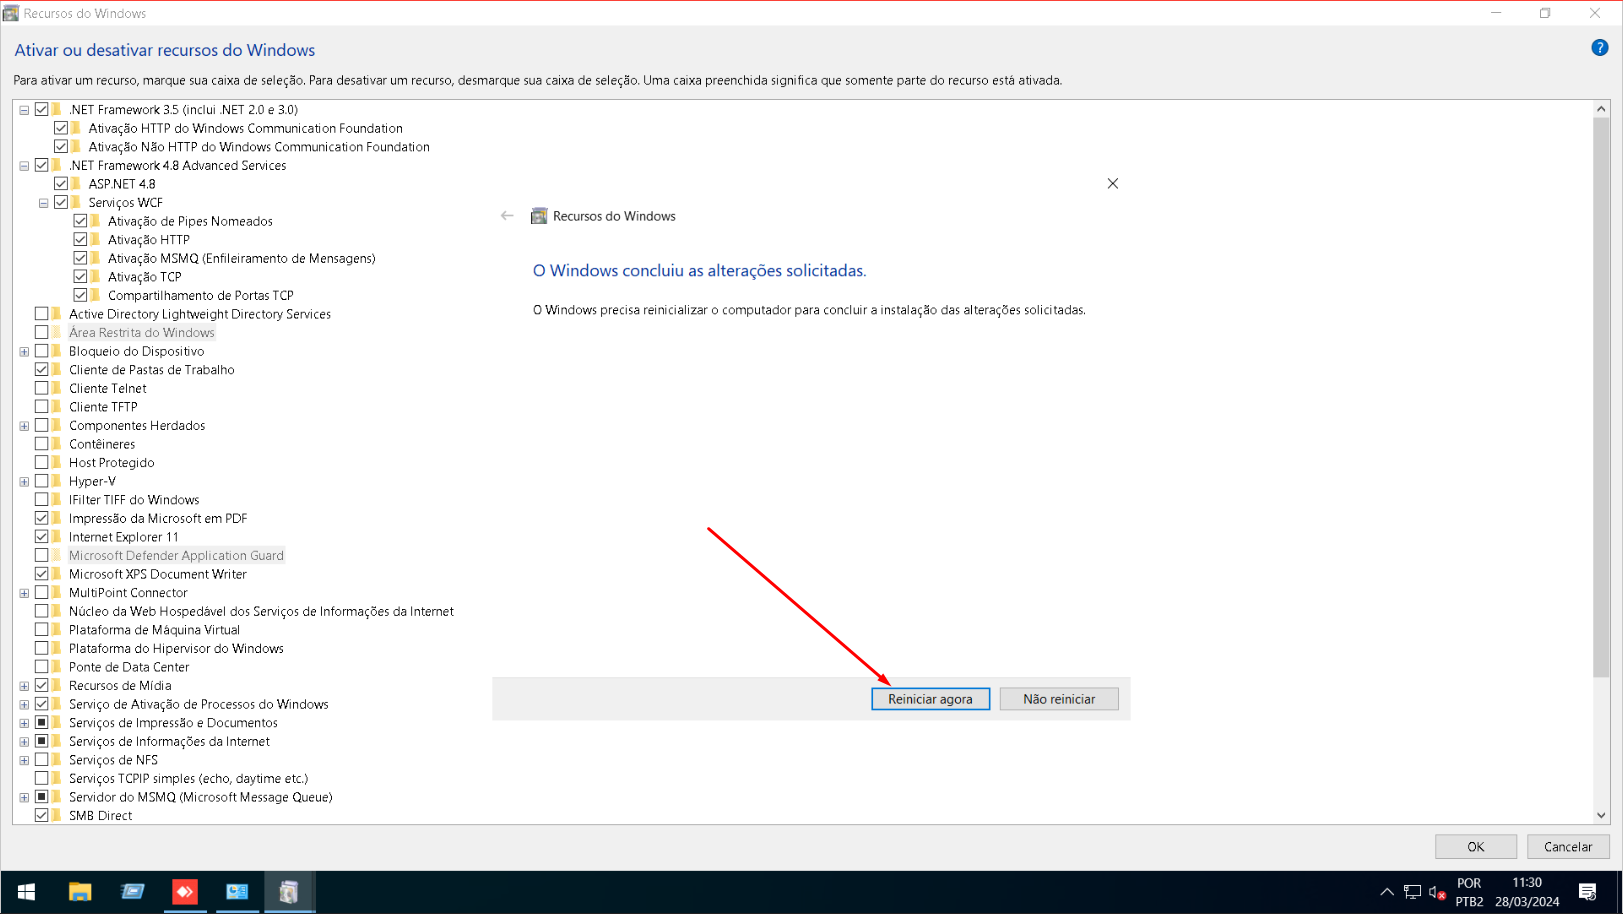 Recursos do Windows
Ativar ou desativar recursos do Windows
Para ativar um recurso, marque sua caixa de seleção. Para desativar um recurso, desmarque sua caixa de seleção. Uma caixa preenchida significa que somente parte do recurso está ativada.
.NET Framework 3.5 (inclui .NET 2.0 e 3.0)
Ativação HTTP do Windows Communication Foundation
Ativação Não HTTP do Windows Communication Foundation
.NET Framework 4.8 Advanced Services
ASP.NET 4.8
Serviços WCF
Ativação de Pipes Nomeados
Ativação HTTP
Ativação MSMQ (Enfileiramento de Mensagens)
Ativação TCP
Compartilhamento de Portas TCP
Active Directory Lightweight Directory Services
Área Restrita do Windows
Bloqueio do Dispositivo
Cliente de Pastas de Trabalho
Cliente Telnet
Cliente TFTP
Componentes Herdados
Contêineres
Host Protegido
Hyper-V
IFilter TIFF do Windows
Impressão da Microsoft em PDF
Internet Explorer 11
Microsoft Defender Application Guard
Microsoft XPS Document Writer
MultiPoint Connector
Núcleo da Web Hospedável dos Serviços de Informações da Internet
Plataforma de Máquina Virtual
Plataforma do Hipervisor do Windows
Ponte de Data Center
Recursos de Mídia
Serviço de Ativação de Processos do Windows
Serviços de Impressão e Documentos
Serviços de Informações da Internet
Serviços de NFS
Serviços TCPIP simples (echo, daytime etc.)
Servidor do MSMQ (Microsoft Message Queue)
SMB Direct
Recursos do Windows
O Windows concluiu as alterações solicitadas.
O Windows precisa reinicializar o computador para concluir a instalação das alterações solicitadas.
Reiniciar agora
Não reiniciar
OK
Cancelar
POR
PTB2
11:30
28/03/2024